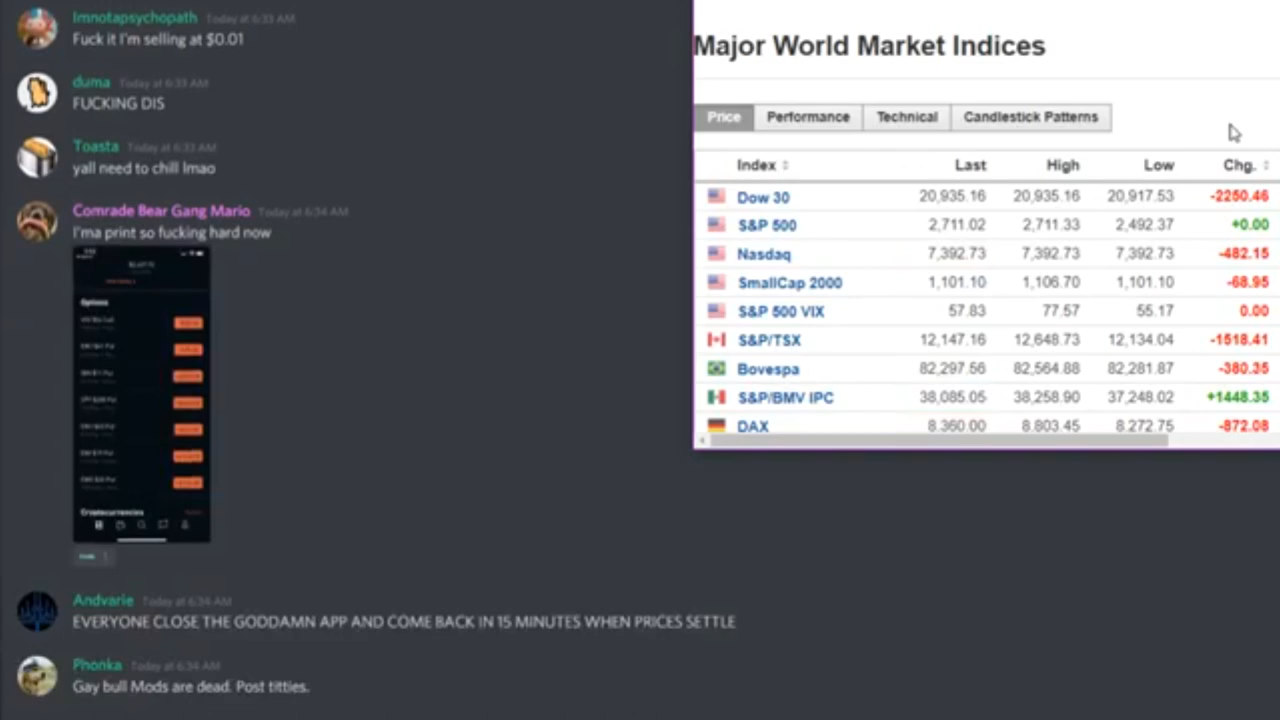 Imnotapsychopath Today at 6:33 AM
Fuck it I'm selling at $0.01
duma Today at 6:33 AM
FUCKING DIS
Toasta Today at 6:33 AM
yall need to chill lmao
Comrade Bear Gang Mario Today at 6:34 AM
I'ma print so fucking hard now
Options
Cryptocurrencies
Andvarie Today at 6:34 AM
EVERYONE CLOSE THE GODDAMN APP AND COME BACK IN 15 MINUTES WHEN PRICES SETTLE
Phonka Today at 6:34 AM
Gay bull Mods are dead. Post titties.
Major World Market Indices
Price Performance Technical Candlestick Patterns
Index Last High Low Chg.
Dow 30 20,935.16 20,935.16 20,917.53 -2250.46
S&P 500 2,711.02 2,711.33 2,492.37 +0.00
Nasdaq 7,392.73 7,392.73 7,392.73 -482.15
SmallCap 2000 1,101.10 1,106.70 1,101.10 -68.95
S&P 500 VIX 57.83 77.57 55.17 0.00
S&P/TSX 12,147.16 12,648.73 12,134.04 -1518.41
Bovespa 82,297.56 82,564.88 82,281.87 -380.35
S&P/BMV IPC 38,085.05 38,258.90 37,248.02 +1448.35
DAX 8,360.00 8,803.45 8,272.75 -872.08